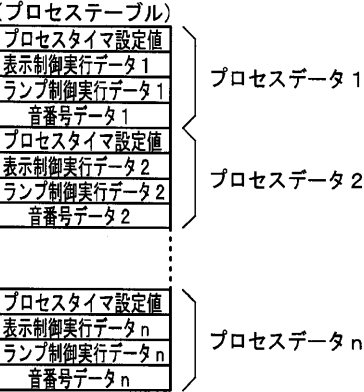 (プロセステーブル)
プロセスタイマ設定値
表示制御実行データ1
ランプ制御実行データ1
音番号データ1
プロセスデータ1
プロセスタイマ設定値
表示制御実行データ2
ランプ制御実行データ2
音番号データ2
プロセスデータ2
プロセスタイマ設定値
表示制御実行データn
ランプ制御実行データn
音番号データn
プロセスデータn